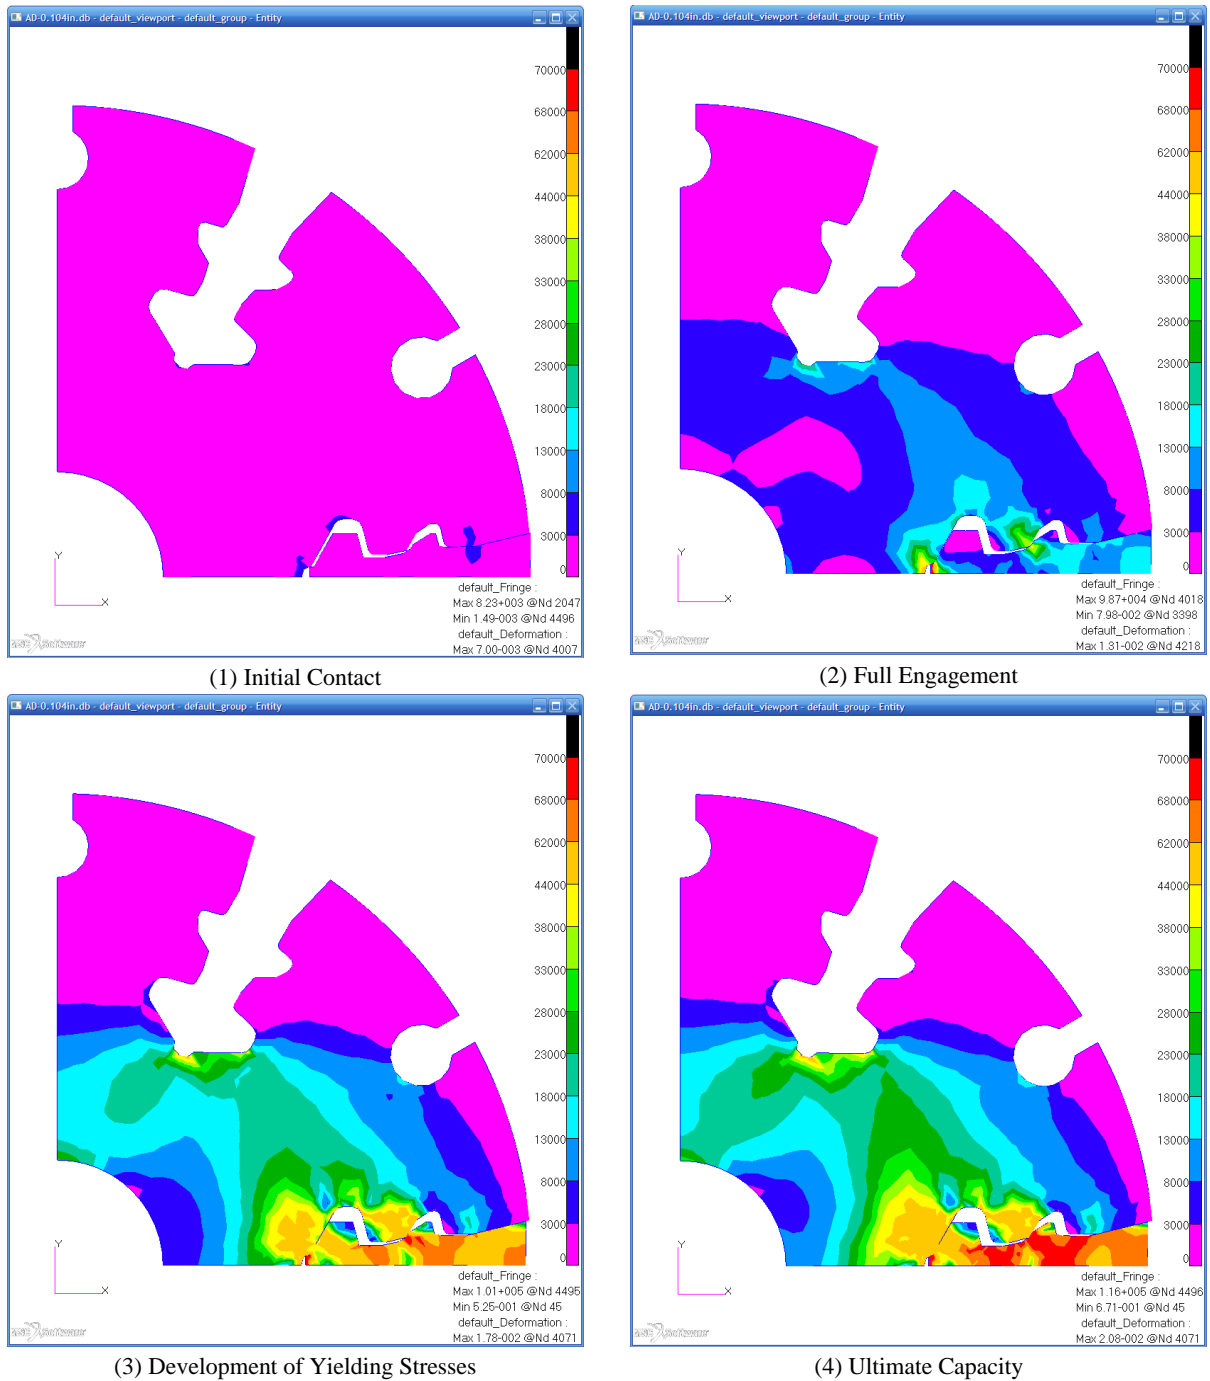 AD-0.104in.db - default_viewport - default_group - Entity
70000
68000
62000
44000
38000
33000
28000
23000
18000
13000
8000
3000
0
Y
X
default_Fringe :
Max 8.23+003 @Nd 2047
Min 1.49-003 @Nd 4496
default_Deformation :
Max 7.00-003 @Nd 4007
(1) Initial Contact
AD-0.104in.db - default_viewport - default_group - Entity
70000
68000
62000
44000
38000
33000
28000
23000
18000
13000
8000
3000
0
Y
X
default_Fringe :
Max 9.87+004 @Nd 4018
Min 7.98-002 @Nd 3398
default_Deformation :
Max 1.31-002 @Nd 4218
(2) Full Engagement
AD-0.104in.db - default_viewport - default_group - Entity
70000
68000
62000
44000
38000
33000
28000
23000
18000
13000
8000
3000
0
Y
X
default_Fringe :
Max 1.01+005 @Nd 4495
Min 5.25-001 @Nd 45
default_Deformation :
Max 1.78-002 @Nd 4071
(3) Development of Yielding Stresses
AD-0.104in.db - default_viewport - default_group - Entity
70000
68000
62000
44000
38000
33000
28000
23000
18000
13000
8000
3000
0
Y
X
default_Fringe :
Max 1.16+005 @Nd 4496
Min 6.71-001 @Nd 45
default_Deformation :
Max 2.08-002 @Nd 4071
(4) Ultimate Capacity